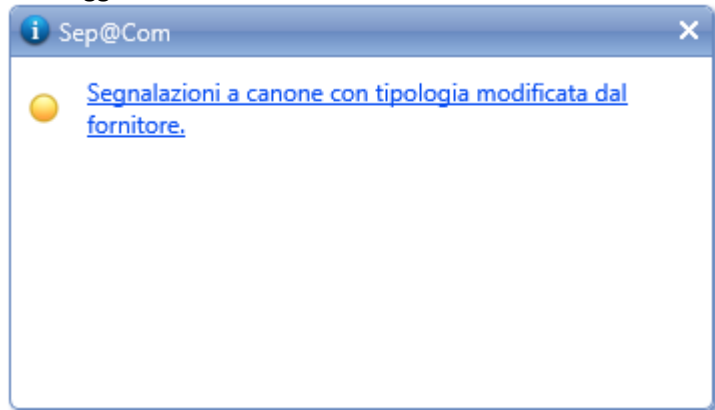 Sep@Com
Segnalazioni a canone con tipologia modificata dal
fornitore.